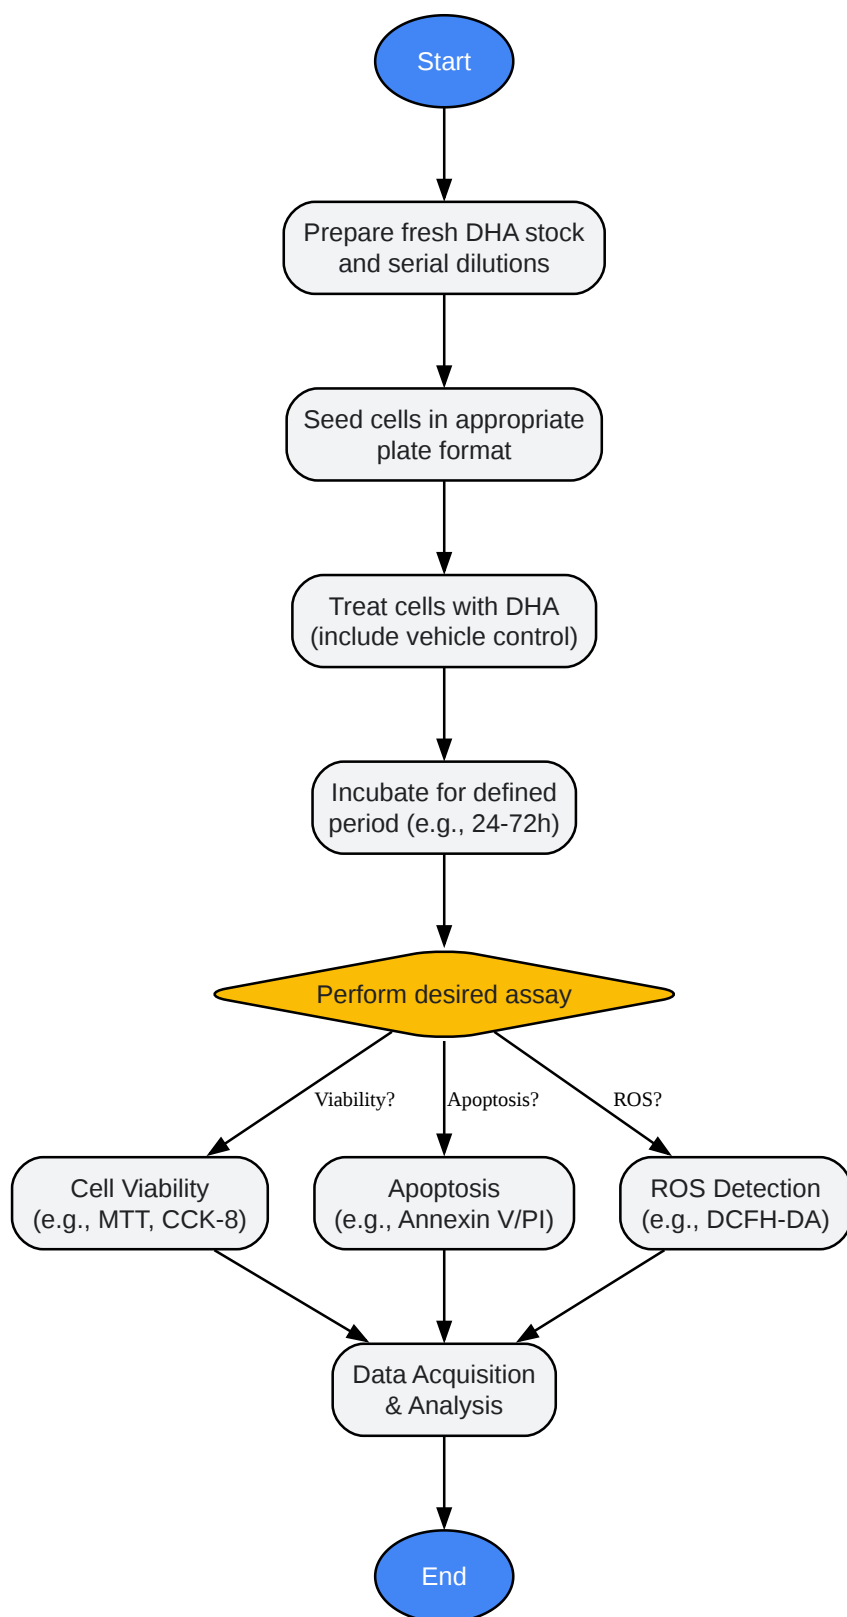 Start
Prepare fresh DHA stock
and serial dilutions
Seed cells in appropriate
plate format
Treat cells with DHA
(include vehicle control)
Incubate for defined
period (e.g., 24-72h)
Perform desired assay
Viability?
Apoptosis?
ROS?
Cell Viability
(e.g., MTT, CCK-8)
Apoptosis
(e.g., Annexin V/PI)
ROS Detection
(e.g., DCFH-DA)
Data Acquisition
& Analysis
End